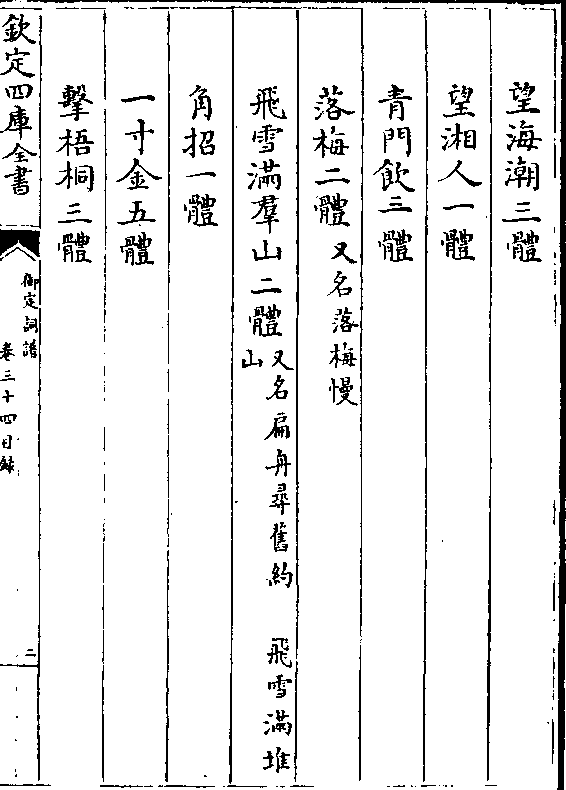 望海潮三體
望湘人一體
青門飲三體
落梅二體又名落梅慢
飛雪滿羣山二體又名扁舟尋舊約 飛雪滿堆山
角招一體
一寸金五體
擊梧桐三體
欽定四庫全書
御定詞譜
卷三十四目錄
二